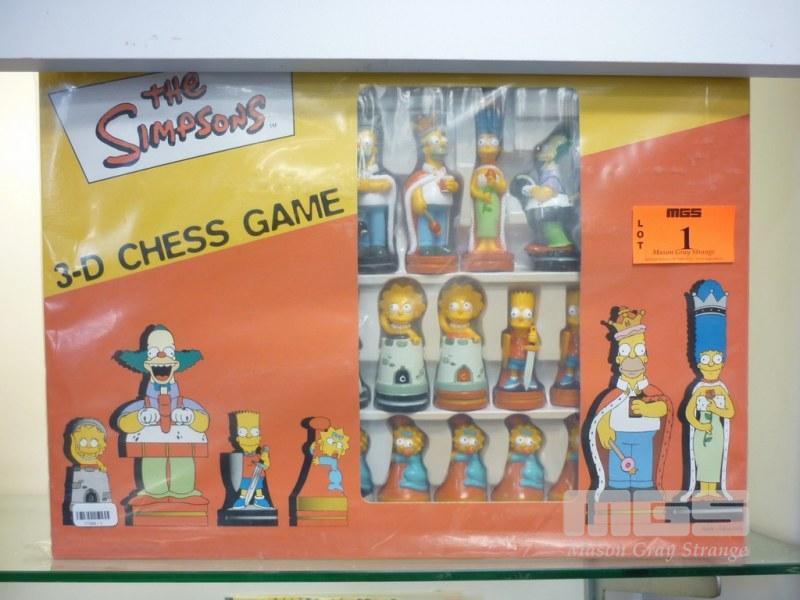 THE
SIMPSONS
TM
3-D CHESS GAME
MGS
LOT
1
Mason Gray Strange
MGS
Mason Gray Strange